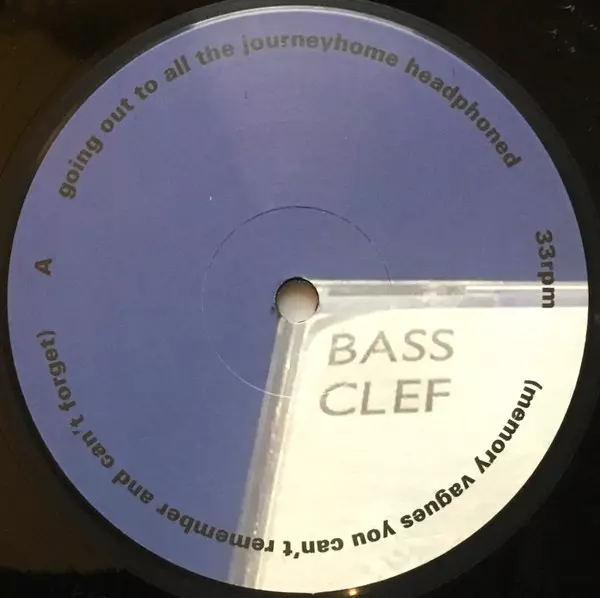 A
going out to all the journeyhome headphoned
33rpm
(memory vagues you can't remember and can't forget)
BASS
CLEF